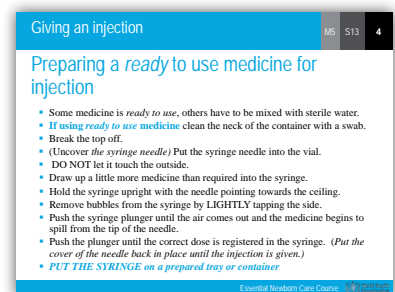 Giving an injection
M5 S13 4
Preparing a ready to use medicine for
injection
• Some medicine is ready to use, others have to be mixed with sterile water.
• If using ready to use medicine clean the neck of the container with a swab.
• Break the top off.
• (Uncover the syringe needle) Put the syringe needle into the vial.
• DO NOT let it touch the outside.
• Draw up a little more medicine than required into the syringe.
• Hold the syringe upright with the needle pointing towards the ceiling.
• Remove bubbles from the syringe by LIGHTLY tapping the side.
• Push the syringe plunger until the air comes out and the medicine begins to
spill from the tip of the needle.
• Push the plunger until the correct dose is registered in the syringe. (Put the
cover of the needle back in place until the injection is given.)
• PUT THE SYRINGE on a prepared tray or container
Essential Newborn Care Course